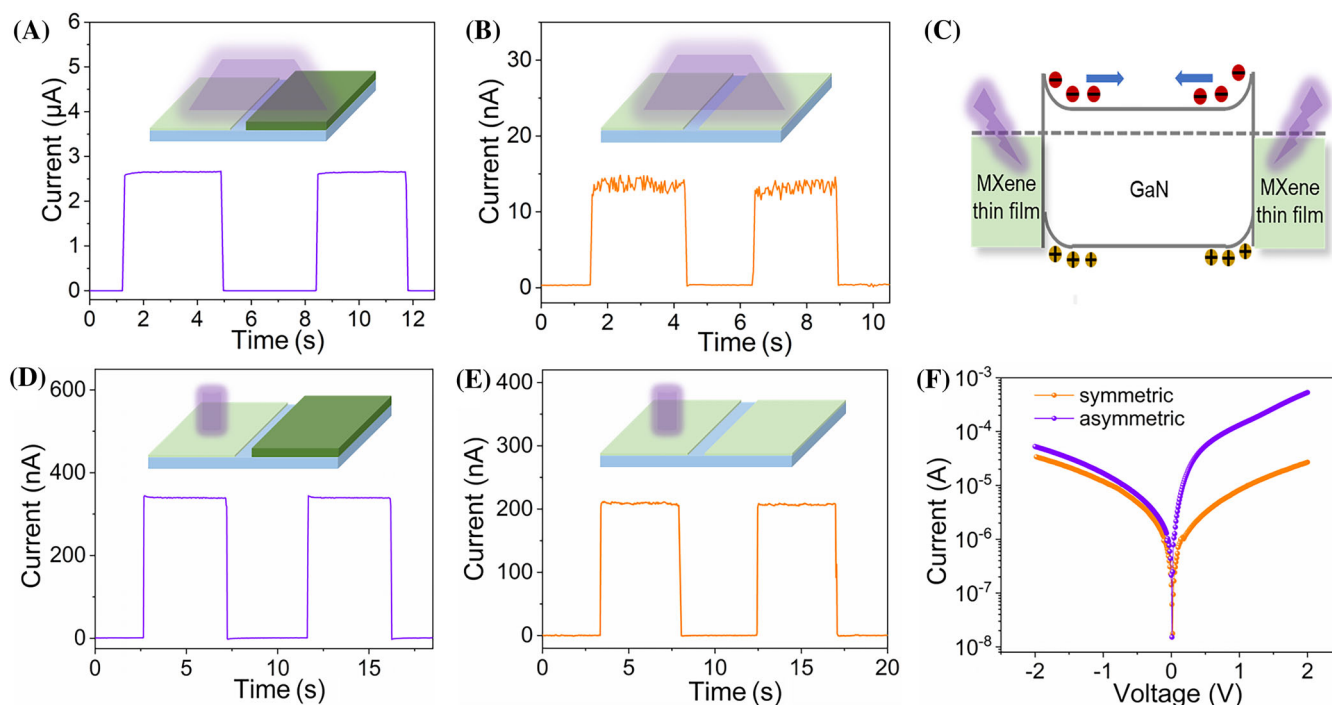 (A)
Current (μA)
6
5
4
3
2
1
0
0 2 4 6 8 10 12
Time (s)
(B)
Current (nA)
30
20
10
0
0 2 4 6 8 10
Time (s)
(C)
MXene
thin film
GaN
MXene
thin film
(D)
Current (nA)
600
400
200
0
0 5 10 15
Time (s)
(E)
Current (nA)
400
300
200
100
0
0 5 10 15 20
Time (s)
(F)
Current (A)
10-3
10-4
10-5
10-6
10-7
10-8
symmetric
asymmetric
-2 -1 0 1 2
Voltage (V)